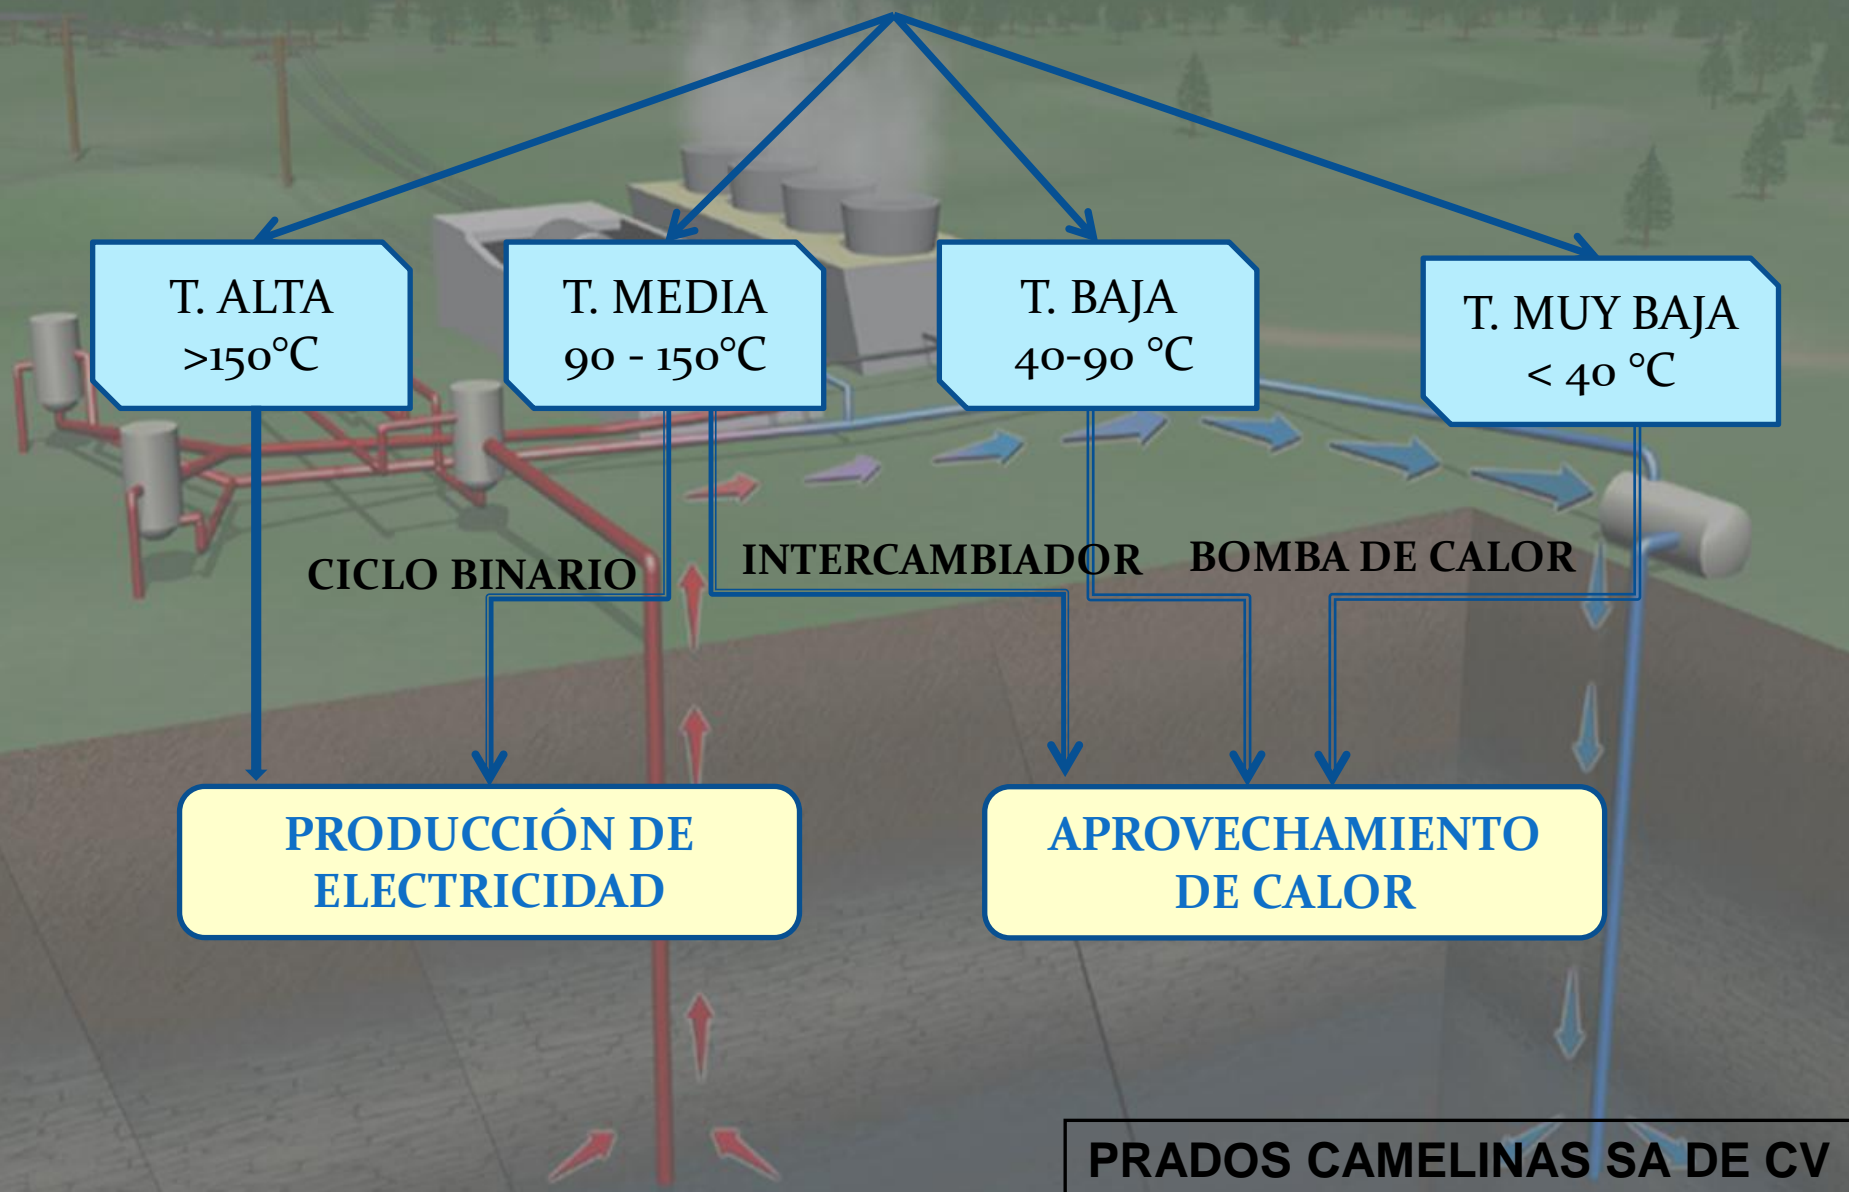 T. ALTA
>150°C
T. MEDIA
90 - 150°C
T. BAJA
40-90 °C
T. MUY BAJA
< 40 °C
CICLO BINARIO
INTERCAMBIADOR
BOMBA DE CALOR
PRODUCCIÓN DE
ELECTRICIDAD
APROVECHAMIENTO
DE CALOR
PRADOS CAMELINAS SA DE CV